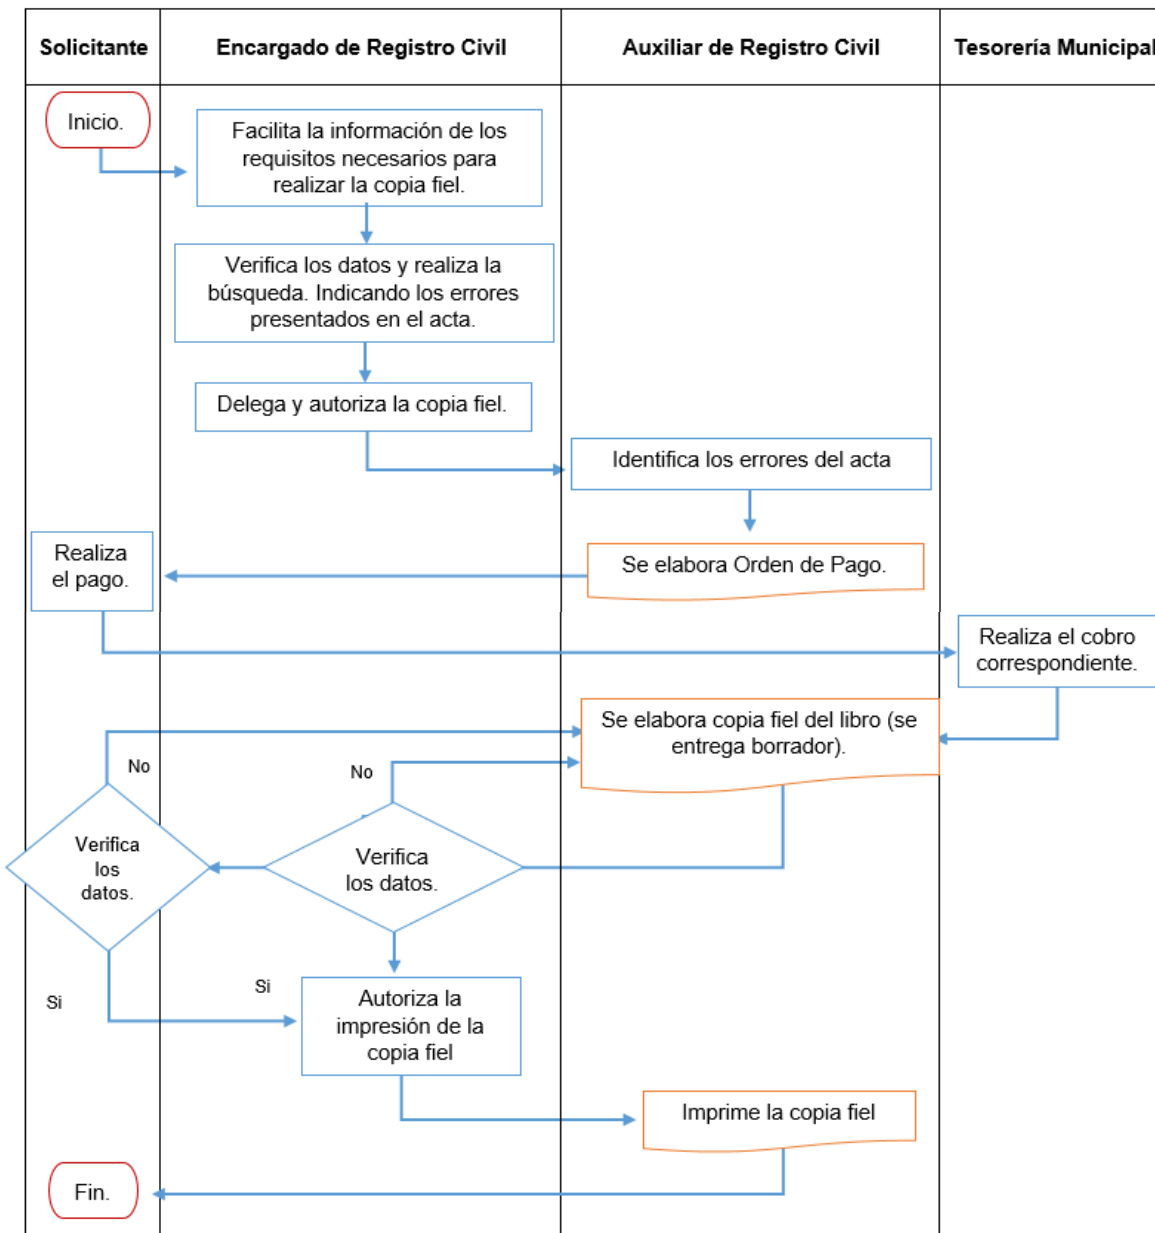 Solicitante
Encargado de Registro Civil
Auxiliar de Registro Civil
Tesorería Municipal
Inicio.
Facilita la información de los
requisitos necesarios para
realizar la copia fiel.
Verifica los datos y realiza la
búsqueda. Indicando los errores
presentados en el acta.
Delega y autoriza la copia fiel.
Identifica los errores del acta
Se elabora Orden de Pago.
Realiza
el pago.
Realiza el cobro
correspondiente.
Se elabora copia fiel del libro (se
entrega borrador).
No
No
Verifica
los
datos.
Verifica
los datos.
Si
Si
Autoriza la
impresión de la
copia fiel
Imprime la copia fiel
Fin.